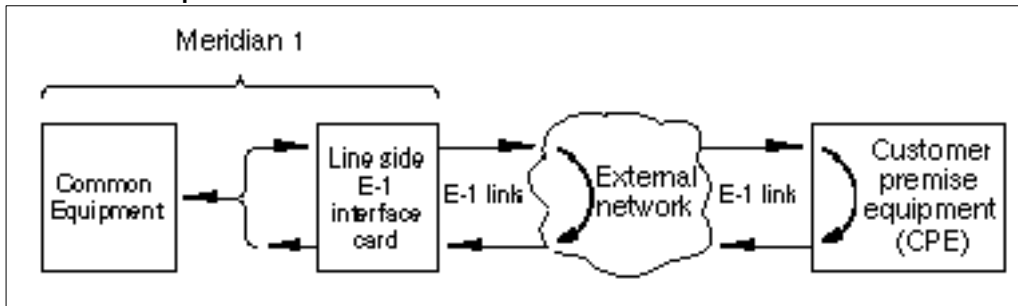 Meridian 1
Common
Equipment
Line side
E-1
interface
card
E-1 link
External
network
E-1 link
Customer
premise
equipment
(CPE)